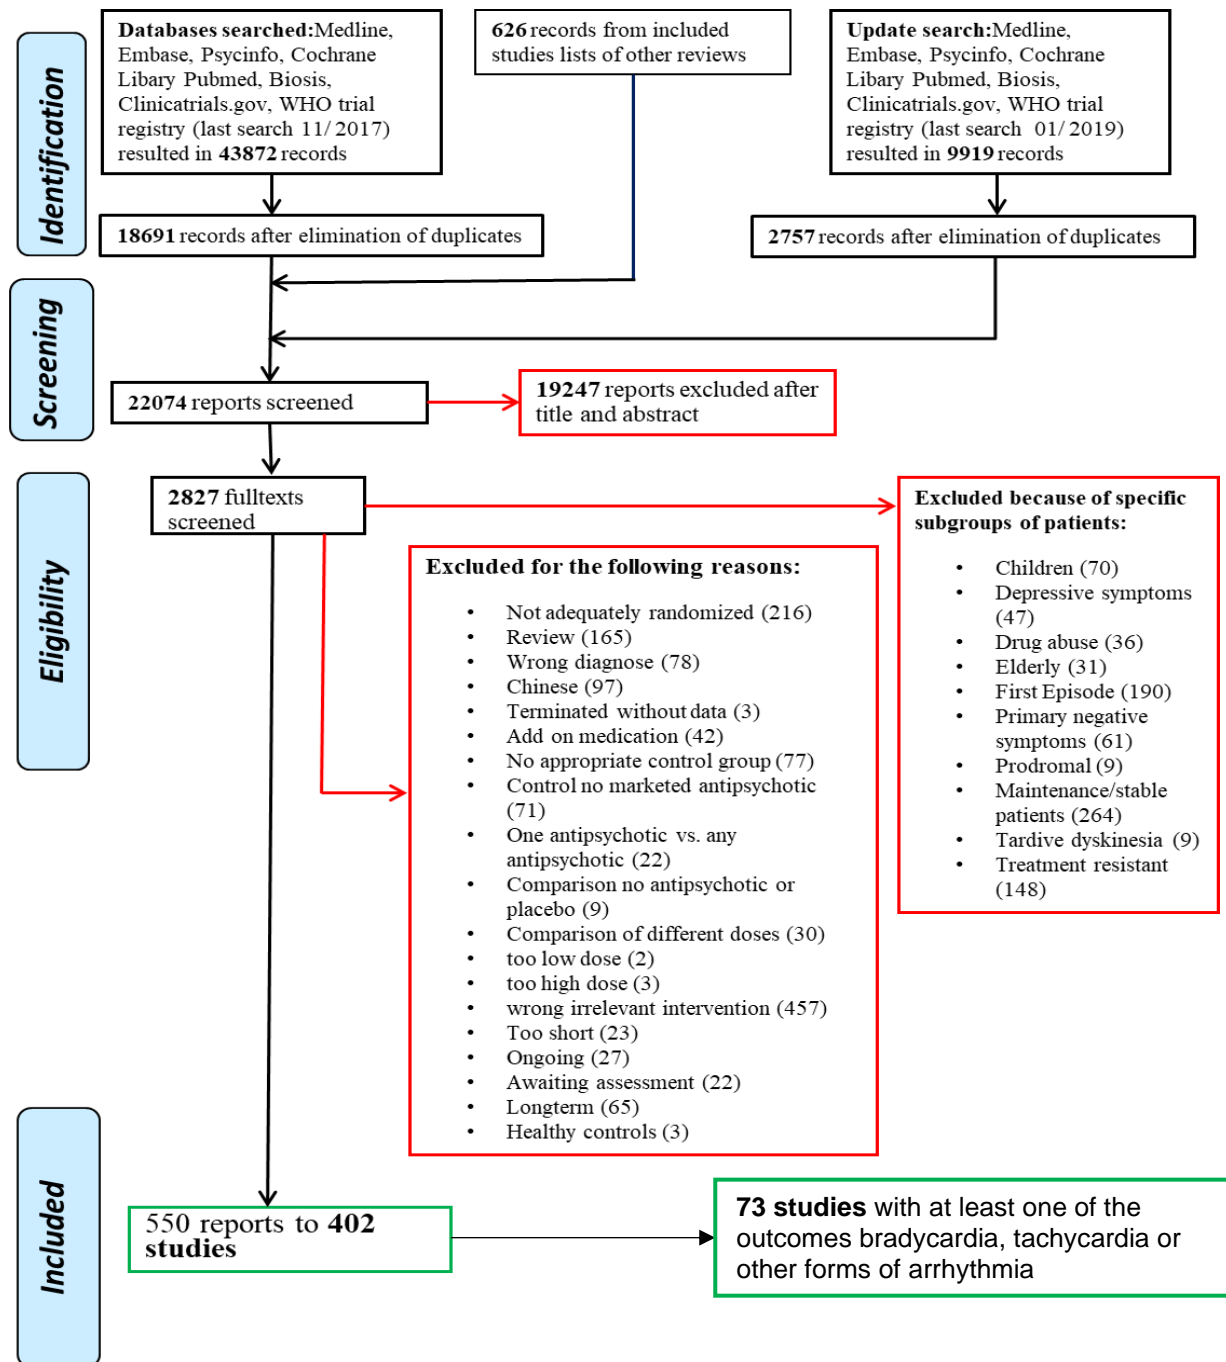 Identification
Databases searched:Medline,
Embase, Psycinfo, Cochrane
Libary Pubmed, Biosis,
Clinicatrials.gov, WHO trial
registry (last search 11/2017)
resulted in 43872 records
626 records from included
studies lists of other reviews
Update search:Medline,
Embase, Psycinfo, Cochrane
Libary Pubmed, Biosis,
Clinicatrials.gov, WHO trial
registry (last search 01/2019)
resulted in 9919 records
18691 records after elimination of duplicates
2757 records after elimination of duplicates
Screening
22074 reports screened
19247 reports excluded after
title and abstract
Eligibility
2827 fulltexts
screened
Excluded for the following reasons:
• Not adequately randomized (216)
• Review (165)
• Wrong diagnose (78)
• Chinese (97)
• Terminated without data (3)
• Add on medication (42)
• No appropriate control group (77)
• Control no marketed antipsychotic
(71)
• One antipsychotic vs. any
antipsychotic (22)
• Comparison no antipsychotic or
placebo (9)
• Comparison of different doses (30)
• too low dose (2)
• too high dose (3)
• wrong irrelevant intervention (457)
• Too short (23)
• Ongoing (27)
• Awaiting assessment (22)
• Longterm (65)
• Healthy controls (3)
Excluded because of specific
subgroups of patients:
• Children (70)
• Depressive symptoms
(47)
• Drug abuse (36)
• Elderly (31)
• First Episode (190)
• Primary negative
symptoms (61)
• Prodromal (9)
• Maintenance/stable
patients (264)
• Tardive dyskinesia (9)
• Treatment resistant
(148)
Included
550 reports to 402
studies
73 studies with at least one of the
outcomes bradycardia, tachycardia or
other forms of arrhythmia